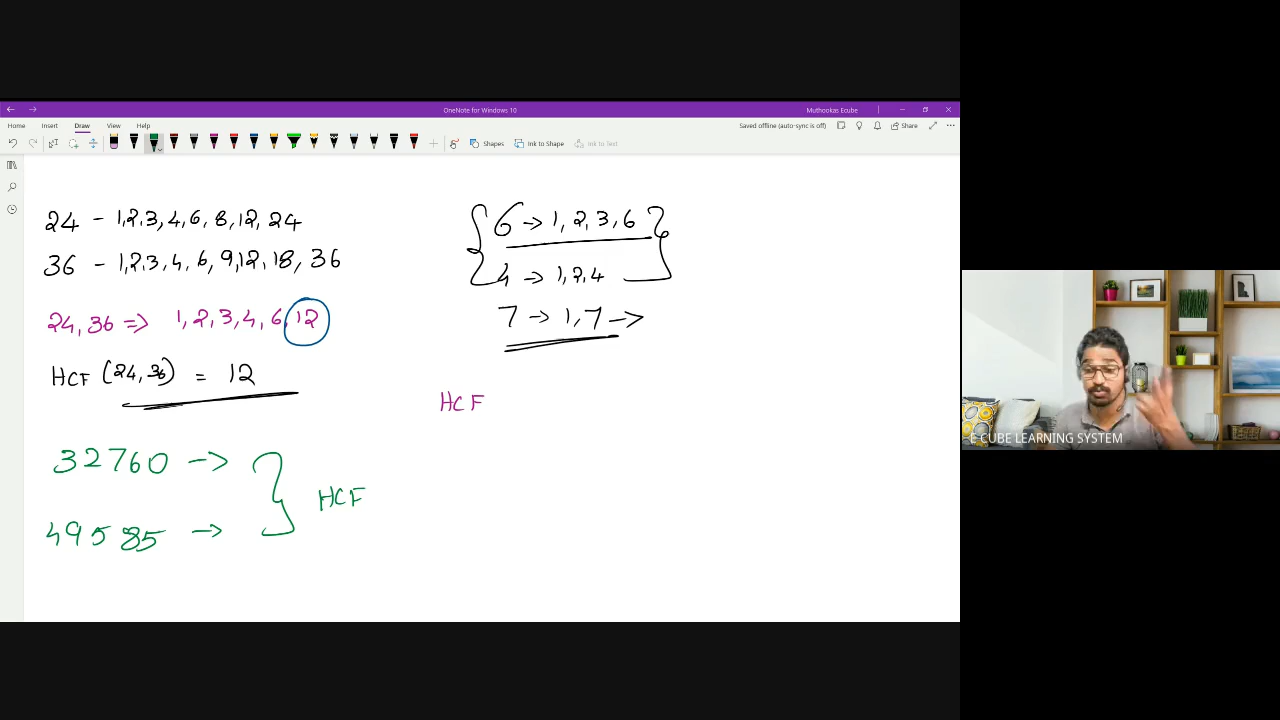 OneNote for Windows 10
Muthookas Ecube
Home Insert Draw View Help
Saved offline (auto-sync is off)
Share
Shapes
Ink to Shape
Ink to Text
24 - 1,2,3,4,6,8,12,24
36 - 1,2,3,4,6,9,12,18,36
24,36 => 1,2,3,4,6,12
HCF (24,36) = 12
32760 ->
49585 ->
HCF
6 -> 1,2,3,6
4 -> 1,2,4
7 -> 1,7 ->
HCF
E CUBE LEARNING SYSTEM